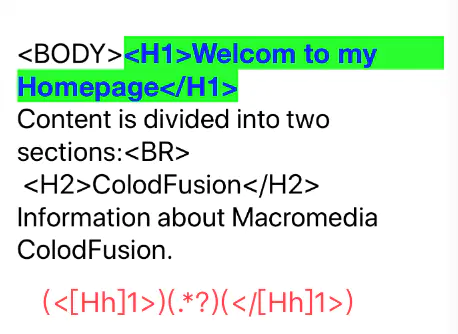 <BODY><H1>Welcom to my
Homepage</H1>
Content is divided into two
sections:<BR>
<H2>ColodFusion</H2>
Information about Macromedia
ColodFusion.
(<[Hh]1>)(.*?)(</[Hh]1>)